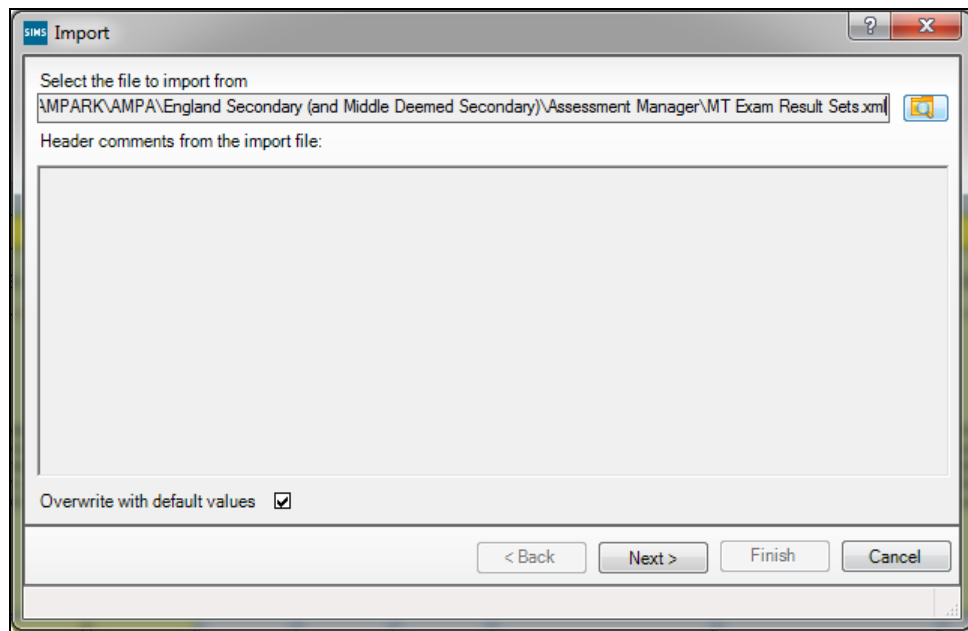 SIMS Import
Select the file to import from
\MPARK\AMPA\England Secondary (and Middle Deemed Secondary)\Assessment Manager\MT Exam Result Sets.xml
Header comments from the import file:
Overwrite with default values
< Back Next > Finish Cancel